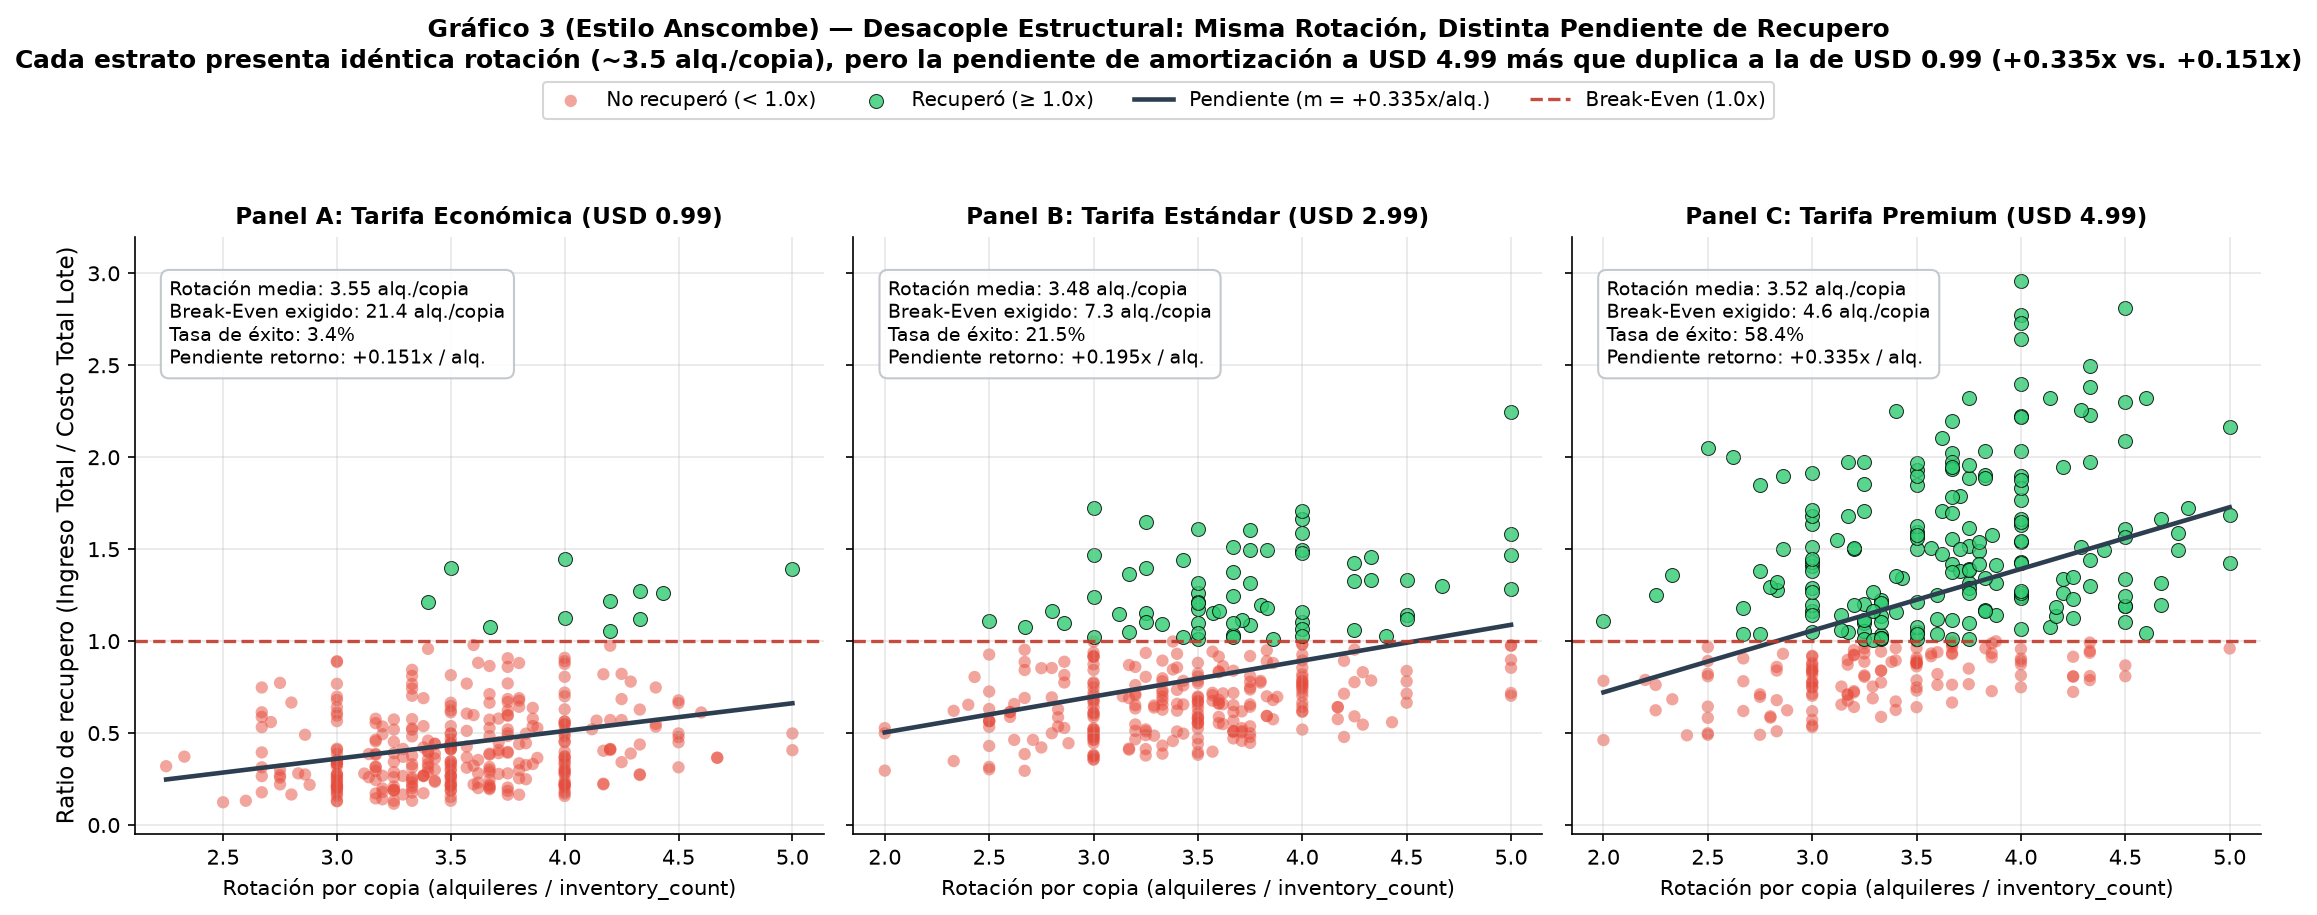 Gráfico 3 (Estilo Anscombe) — Desacople Estructural: Misma Rotación, Distinta Pendiente de Recupero
Cada estrato presenta idéntica rotación (~3.5 alq./copia), pero la pendiente de amortización a USD 4.99 más que duplica a la de USD 0.99 (+0.335x vs. +0.151x)
No recuperó (< 1.0x)
Recuperó (≥ 1.0x)
Pendiente (m = +0.335x/alq.)
Break-Even (1.0x)
Panel A: Tarifa Económica (USD 0.99)
Rotación media: 3.55 alq./copia
Break-Even exigido: 21.4 alq./copia
Tasa de éxito: 3.4%
Pendiente retorno: +0.151x / alq.
Ratio de recupero (Ingreso Total / Costo Total Lote)
3.0
2.5
2.0
1.5
1.0
0.5
0.0
2.5 3.0 3.5 4.0 4.5 5.0
Rotación por copia (alquileres / inventory_count)
Panel B: Tarifa Estándar (USD 2.99)
Rotación media: 3.48 alq./copia
Break-Even exigido: 7.3 alq./copia
Tasa de éxito: 21.5%
Pendiente retorno: +0.195x / alq.
2.0 2.5 3.0 3.5 4.0 4.5 5.0
Rotación por copia (alquileres / inventory_count)
Panel C: Tarifa Premium (USD 4.99)
Rotación media: 3.52 alq./copia
Break-Even exigido: 4.6 alq./copia
Tasa de éxito: 58.4%
Pendiente retorno: +0.335x / alq.
2.0 2.5 3.0 3.5 4.0 4.5 5.0
Rotación por copia (alquileres / inventory_count)